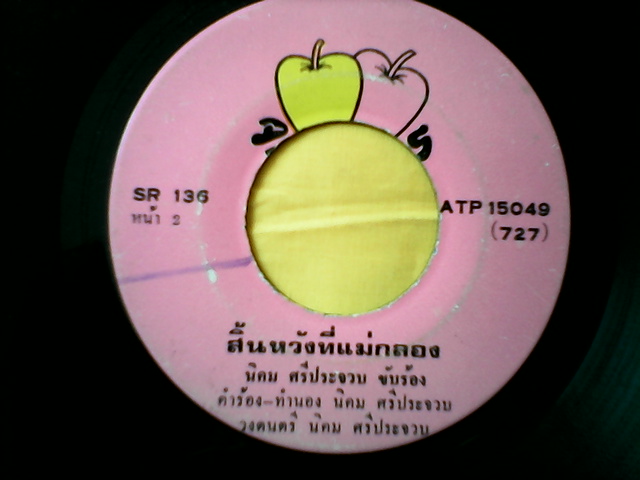 SR 136
หน้า 2
ATP 15049
(727)
สิ้นหวังที่แม่กลอง
นิคม ศรีประจวบ ขับร้อง
คำร้อง-ทำนอง นิคม ศรีประจวบ
วงดนตรี นิคม ศรีประจวบ